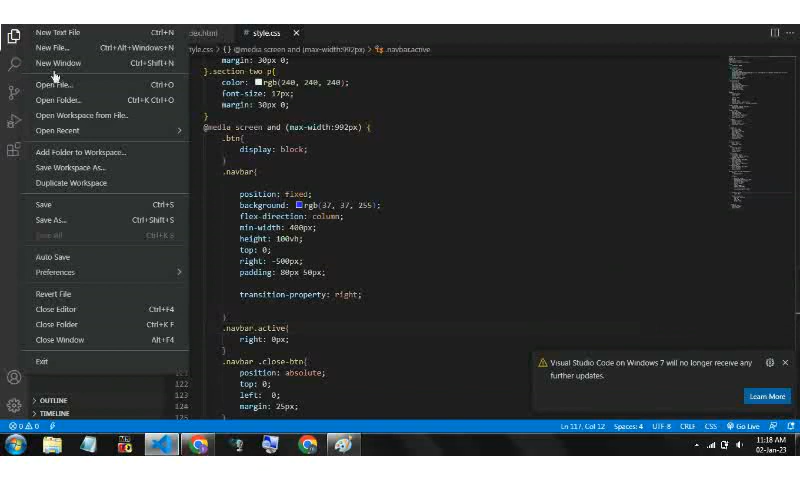 New Text File Ctrl+N
New File... Ctrl+Alt+Windows+N
New Window Ctrl+Shift+N
Open File... Ctrl+O
Open Folder... Ctrl+K Ctrl+O
Open Workspace from File...
Open Recent
Add Folder to Workspace...
Save Workspace As...
Duplicate Workspace
Save Ctrl+S
Save As... Ctrl+Shift+S
Save All Ctrl+K S
Auto Save
Preferences
Revert File
Close Editor Ctrl+F4
Close Folder Ctrl+K F
Close Window Alt+F4
Exit
OUTLINE
TIMELINE
dex.html
style.css
tyle.css > {} @media screen and (max-width:992px) > .navbar.active
margin: 30px 0;
}.section-two p{
color: rgb(240, 240, 240);
font-size: 17px;
margin: 30px 0;
}
@media screen and (max-width:992px) {
.btn{
display: block;
}
.navbar{
position: fixed;
background: rgb(37, 37, 255);
flex-direction: column;
min-width: 400px;
height: 100vh;
top: 0;
right: -500px;
padding: 80px 50px;
transition-property: right;
}
.navbar.active{
right: 0px;
}
.navbar .close-btn{
122 position: absolute;
123 top: 0;
124 left: 0;
margin: 25px;
125 }
Visual Studio Code on Windows 7 will no longer receive any
further updates.
Learn More
0 0
Ln 117, Col 12 Spaces: 4 UTF-8 CRLF CSS Go Live
11:18 AM
02-Jan-23